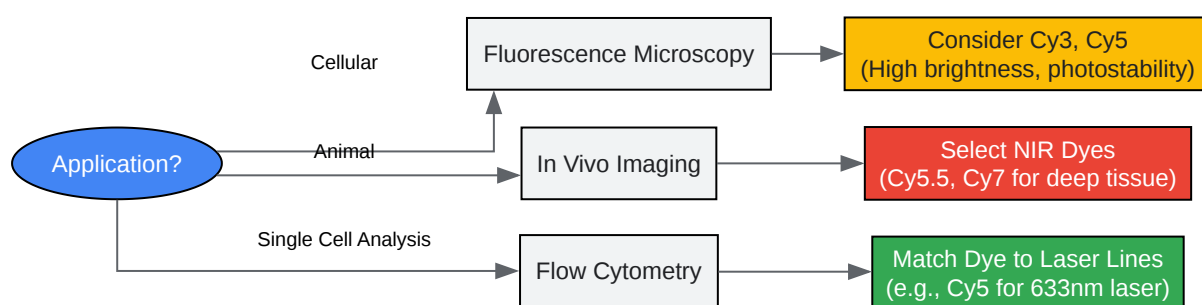 Cellular
Fluorescence Microscopy
Consider Cy3, Cy5
(High brightness, photostability)
Application?
Animal
In Vivo Imaging
Select NIR Dyes
(Cy5.5, Cy7 for deep tissue)
Single Cell Analysis
Flow Cytometry
Match Dye to Laser Lines
(e.g., Cy5 for 633nm laser)